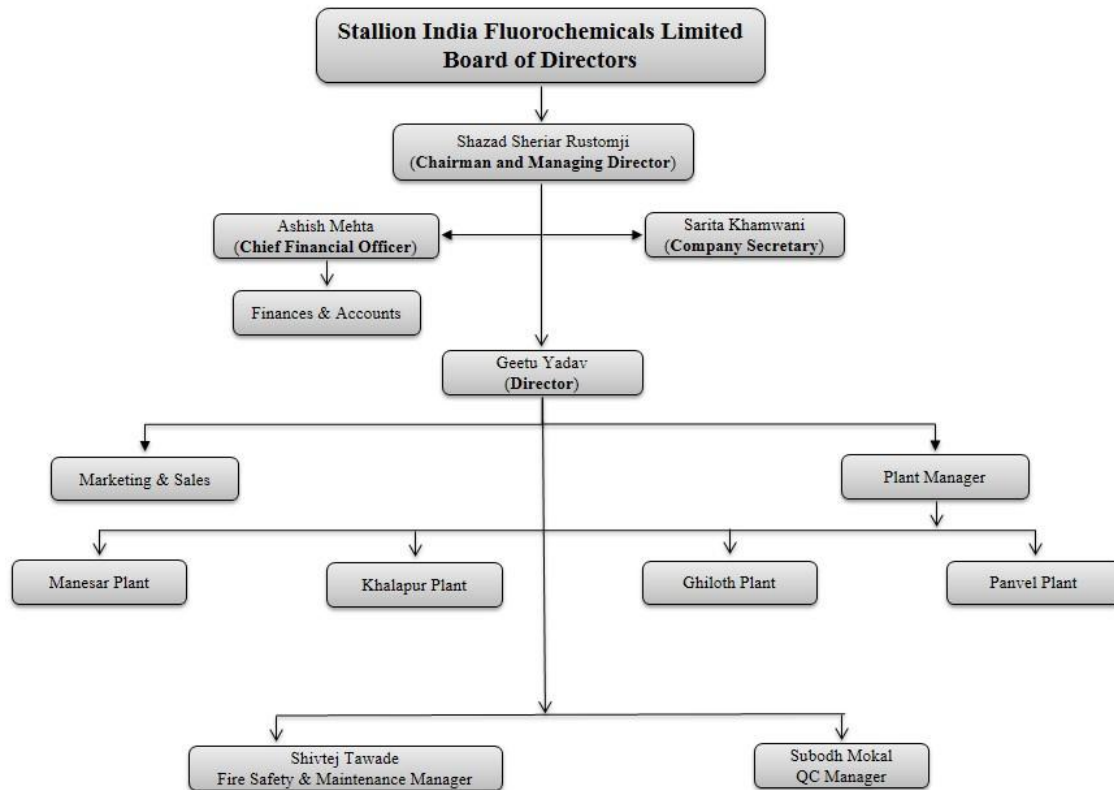 Stallion India Fluorochemicals Limited
Board of Directors
Shazad Sheriar Rustomji
(Chairman and Managing Director)
Ashish Mehta
(Chief Financial Officer)
Sarita Khamwani
(Company Secretary)
Finances & Accounts
Geetu Yadav
(Director)
Marketing & Sales
Plant Manager
Manesar Plant
Khalapur Plant
Ghiloth Plant
Panvel Plant
Shivtej Tawade
Fire Safety & Maintenance Manager
Subodh Mokal
QC Manager